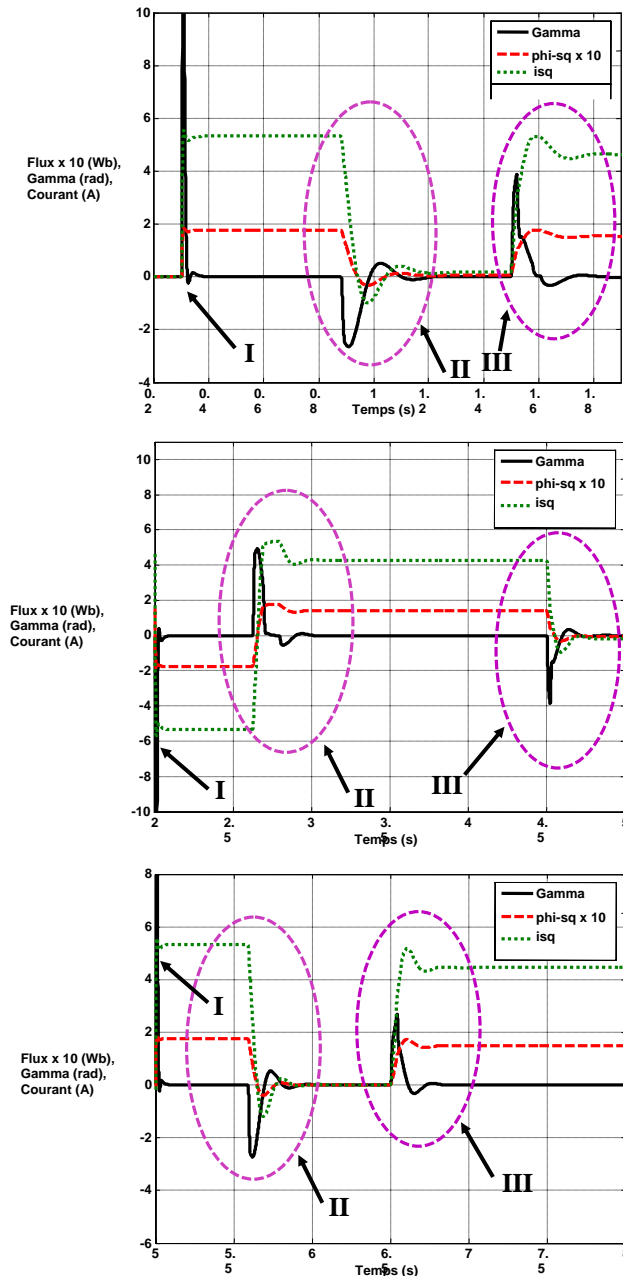 10
8
6
4
2
0
-2
-4
Flux x 10 (Wb),
Gamma (rad),
Courant (A)
Gamma
phi-sq x 10
isq
I
II
III
0. 0. 0. 0. 1 1. 1. 1. 1.
2 4 6 8 Temps (s) 2 4 6 8
10
8
6
4
2
0
-2
-4
-6
-8
-10
Flux x 10 (Wb),
Gamma (rad),
Courant (A)
Gamma
phi-sq x 10
isq
I
II
III
2 2. 3 3. 4 4. 5
5 Temps (s) 5 5
8
6
4
2
0
-2
-4
-6
Flux x 10 (Wb),
Gamma (rad),
Courant (A)
Gamma
phi-sq x 10
isq
I
II
III
5 5. 6 6. 7 7. 8
5 Temps (s) 5 5